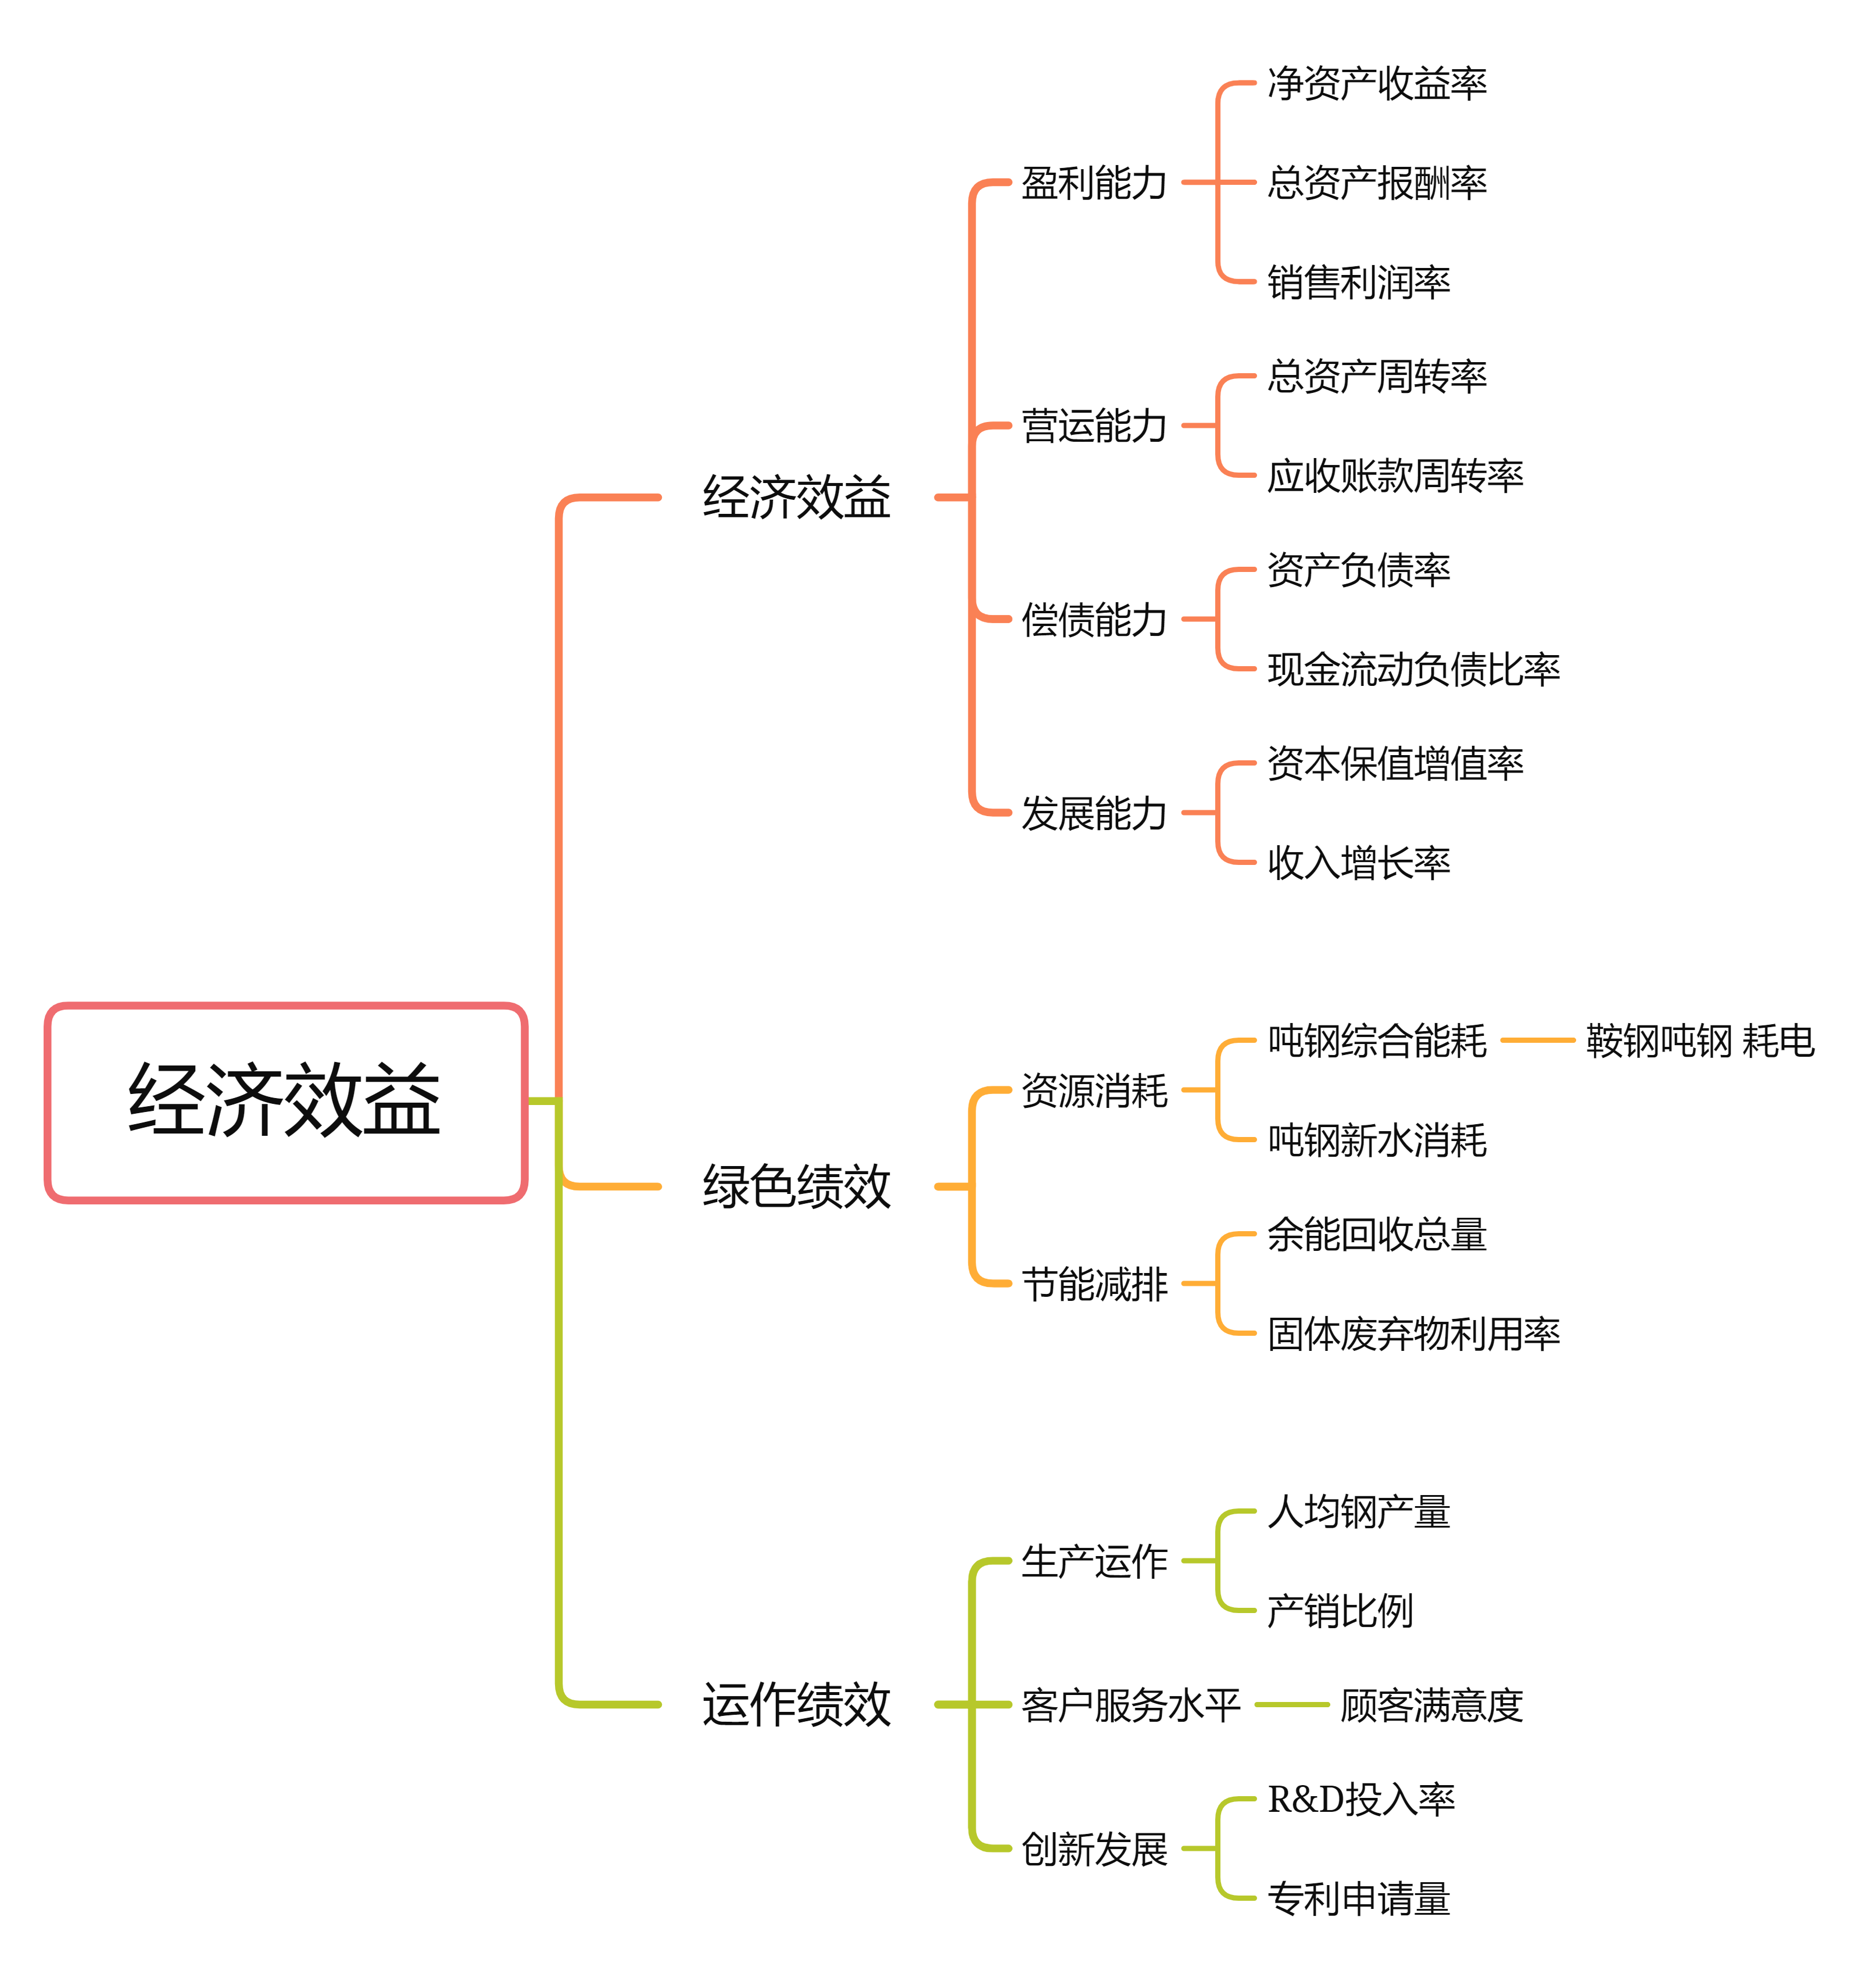 经济效益
经济效益
盈利能力
净资产收益率
总资产报酬率
销售利润率
营运能力
总资产周转率
应收账款周转率
偿债能力
资产负债率
现金流动负债比率
发展能力
资本保值增值率
收入增长率
绿色绩效
资源消耗
吨钢综合能耗
鞍钢吨钢 耗电
吨钢新水消耗
节能减排
余能回收总量
固体废弃物利用率
运作绩效
生产运作
人均钢产量
产销比例
客户服务水平
顾客满意度
创新发展
R&D投入率
专利申请量